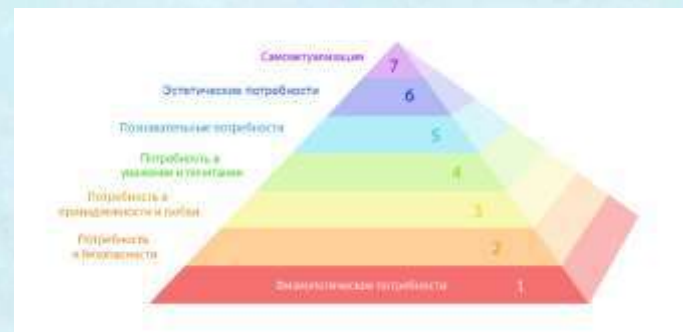 Самоактуализация
7
Эстетические потребности
6
Познавательные потребности
5
Потребность в
уважении и почитании
4
Потребность в
принадлежности и любви
3
Потребность
в безопасности
2
Физиологические потребности
1